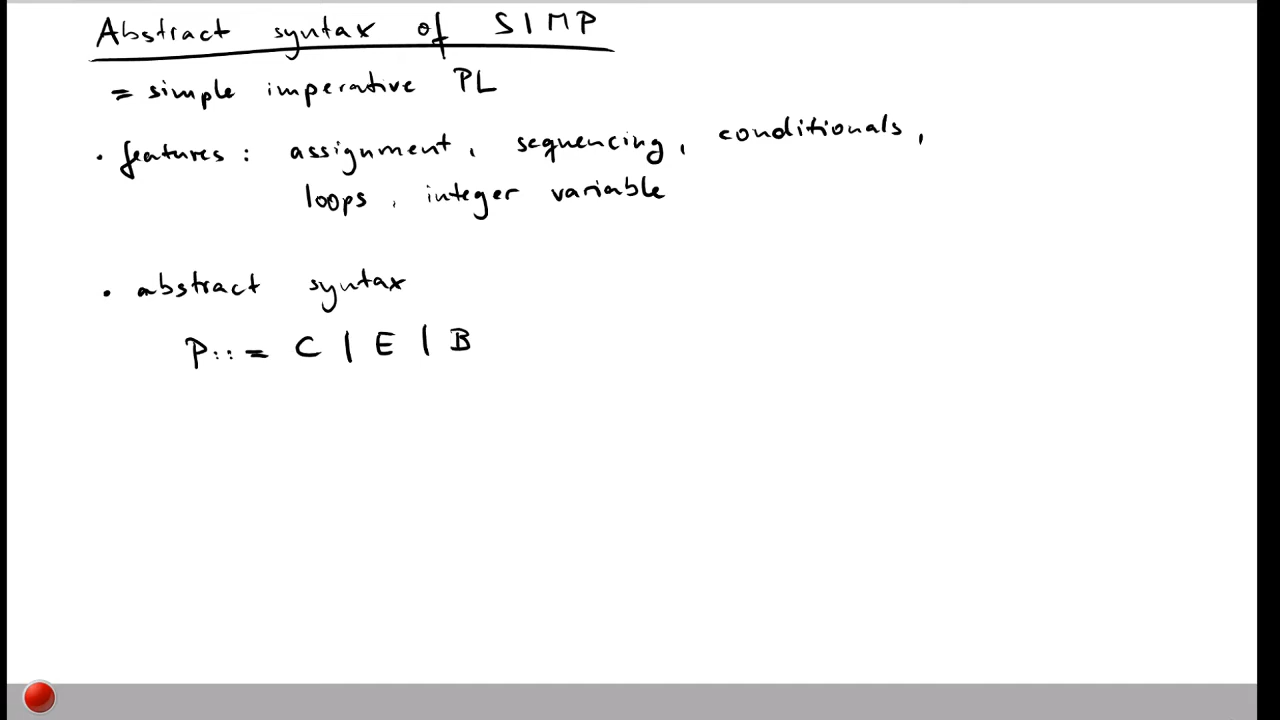 Abstract syntax of SIMP
= simple imperative PL
• features: assignment, sequencing, conditionals,
loops, integer variable
• abstract syntax
P::= C | E | B